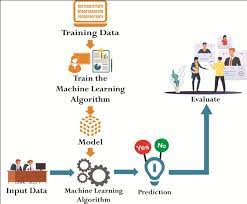 Training Data
Train the
Machine Learning
Algorithm
Model
Yes
No
Evaluate
Input Data
Machine Learning
Algorithm
Prediction